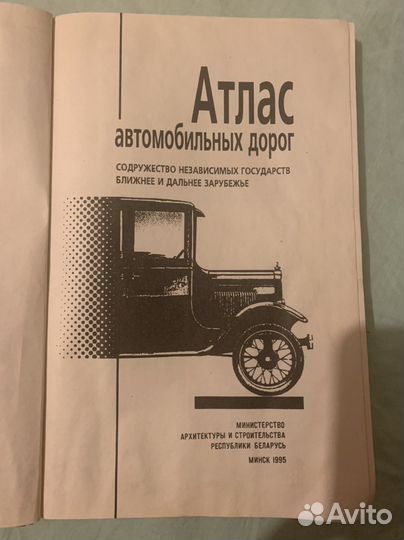 Атлас
автомобильных дорог
СОДРУЖЕСТВО НЕЗАВИСИМЫХ ГОСУДАРСТВ
БЛИЖНЕЕ И ДАЛЬНЕЕ ЗАРУБЕЖЬЕ
МИНИСТЕРСТВО
АРХИТЕКТУРЫ И СТРОИТЕЛЬСТВА
РЕСПУБЛИКИ БЕЛАРУСЬ
МИНСК 1995
Avito